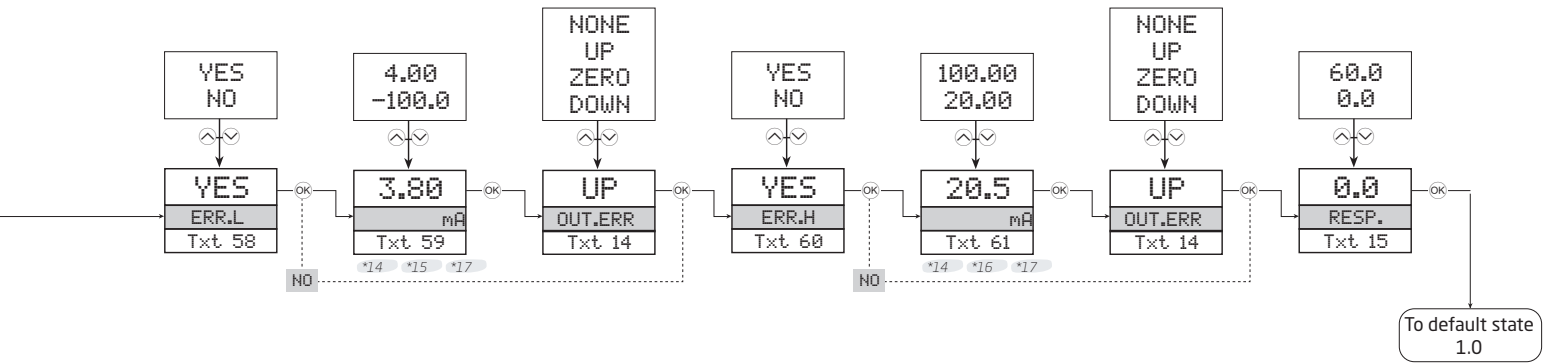 YES
NO
YES
ERR.L
Txt 58
OK
NO
4.00
-100.0
3.80
mA
Txt 59
*14 *15 *17
OK
NONE
UP
ZERO
DOWN
UP
OUT.ERR
Txt 14
OK
YES
NO
YES
ERR.H
Txt 60
OK
NO
100.00
20.00
20.5
mA
Txt 61
*14 *16 *17
OK
NONE
UP
ZERO
DOWN
UP
OUT.ERR
Txt 14
OK
60.0
0.0
0.0
RESP.
Txt 15
OK
To default state
1.0